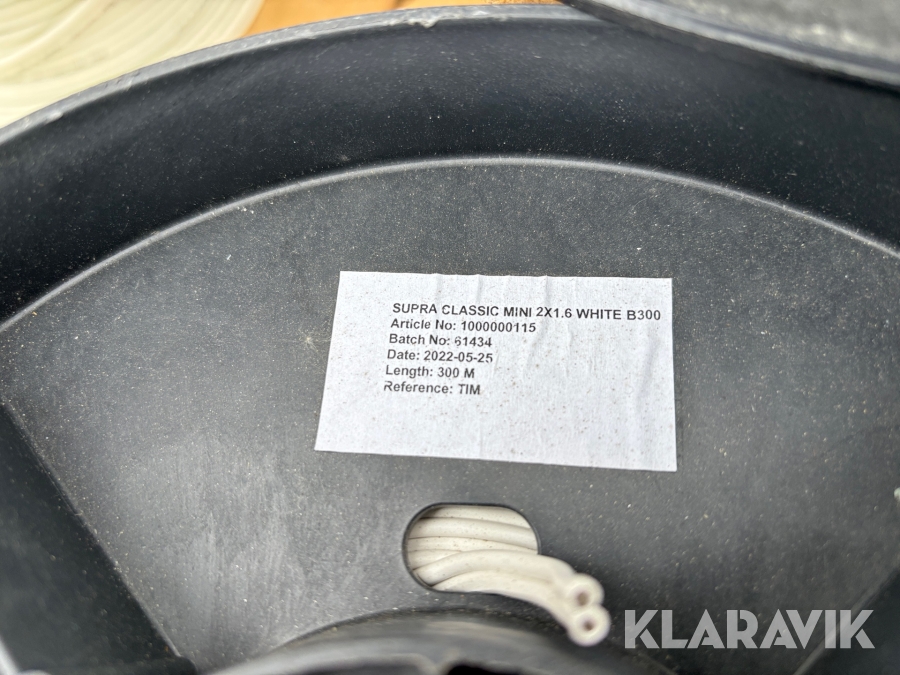 SUPRA CLASSIC MINI 2X1.6 WHITE B300
Article No: 1000000115
Batch No: 61434
Date: 2022-05-25
Length: 300 M
Reference: TIM
KLARAVIK